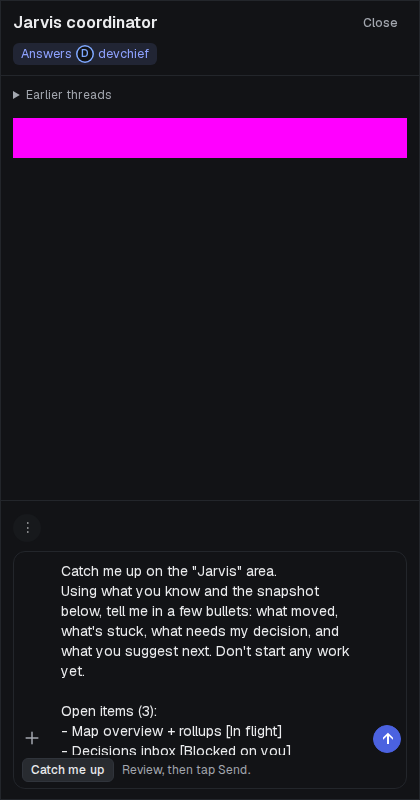 Jarvis coordinator
Close
Answers D devchief
Earlier threads
Catch me up on the "Jarvis" area.
Using what you know and the snapshot
below, tell me in a few bullets: what moved,
what's stuck, what needs my decision, and
what you suggest next. Don't start any work
yet.
Open items (3):
- Map overview + rollups [In flight]
- Decisions inbox [Blocked on you]
Catch me up
Review, then tap Send.